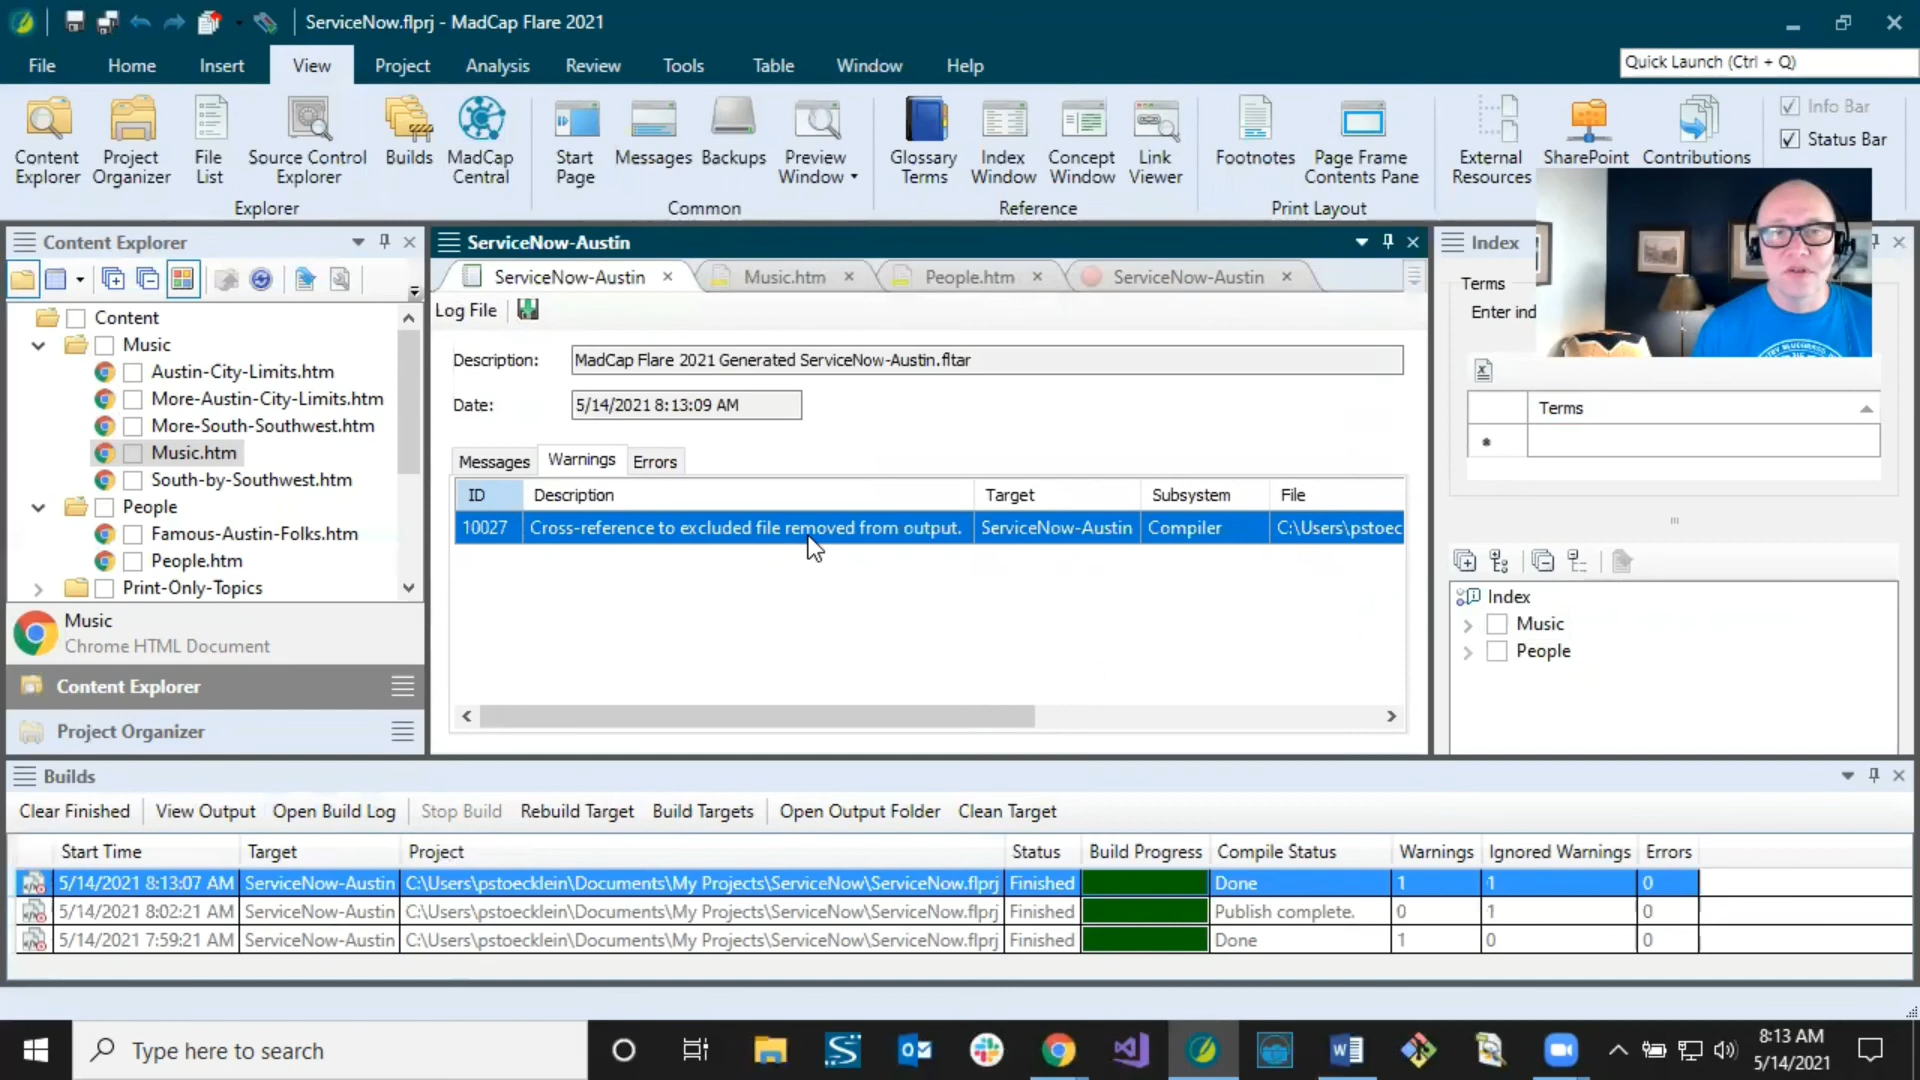 ServiceNow.flprj - MadCap Flare 2021
File Home Insert View Project Analysis Review Tools Table Window Help
Quick Launch (Ctrl + Q)
Content Explorer
Project Organizer
File List
Source Control Explorer
Builds
MadCap Central
Explorer
Start Page
Messages
Backups
Preview Window
Common
Glossary Terms
Index Window
Concept Window
Link Viewer
Reference
Footnotes
Page Frame Contents Pane
Print Layout
External Resources
SharePoint
Contributions
Info Bar
Status Bar
Content Explorer
Content
Music
Austin-City-Limits.htm
More-Austin-City-Limits.htm
More-South-Southwest.htm
Music.htm
South-by-Southwest.htm
People
Famous-Austin-Folks.htm
People.htm
Print-Only-Topics
Music
Chrome HTML Document
Content Explorer
Project Organizer
ServiceNow-Austin
ServiceNow-Austin Music.htm People.htm ServiceNow-Austin
Log File
Description: MadCap Flare 2021 Generated ServiceNow-Austin.fltar
Date: 5/14/2021 8:13:09 AM
Messages Warnings Errors
ID Description Target Subsystem File
10027 Cross-reference to excluded file removed from output. ServiceNow-Austin Compiler C:\Users\pstoec
Index
Terms
Enter ind
Terms
Index
Music
People
Builds
Clear Finished View Output Open Build Log Stop Build Rebuild Target Build Targets Open Output Folder Clean Target
Start Time Target Project Status Build Progress Compile Status Warnings Ignored Warnings Errors
5/14/2021 8:13:07 AM ServiceNow-Austin C:\Users\pstoecklein\Documents\My Projects\ServiceNow\ServiceNow.flprj Finished Done 1 1 0
5/14/2021 8:02:21 AM ServiceNow-Austin C:\Users\pstoecklein\Documents\My Projects\ServiceNow\ServiceNow.flprj Finished Publish complete. 0 1 0
5/14/2021 7:59:21 AM ServiceNow-Austin C:\Users\pstoecklein\Documents\My Projects\ServiceNow\ServiceNow.flprj Finished Done 1 0 0
Type here to search
8:13 AM
5/14/2021